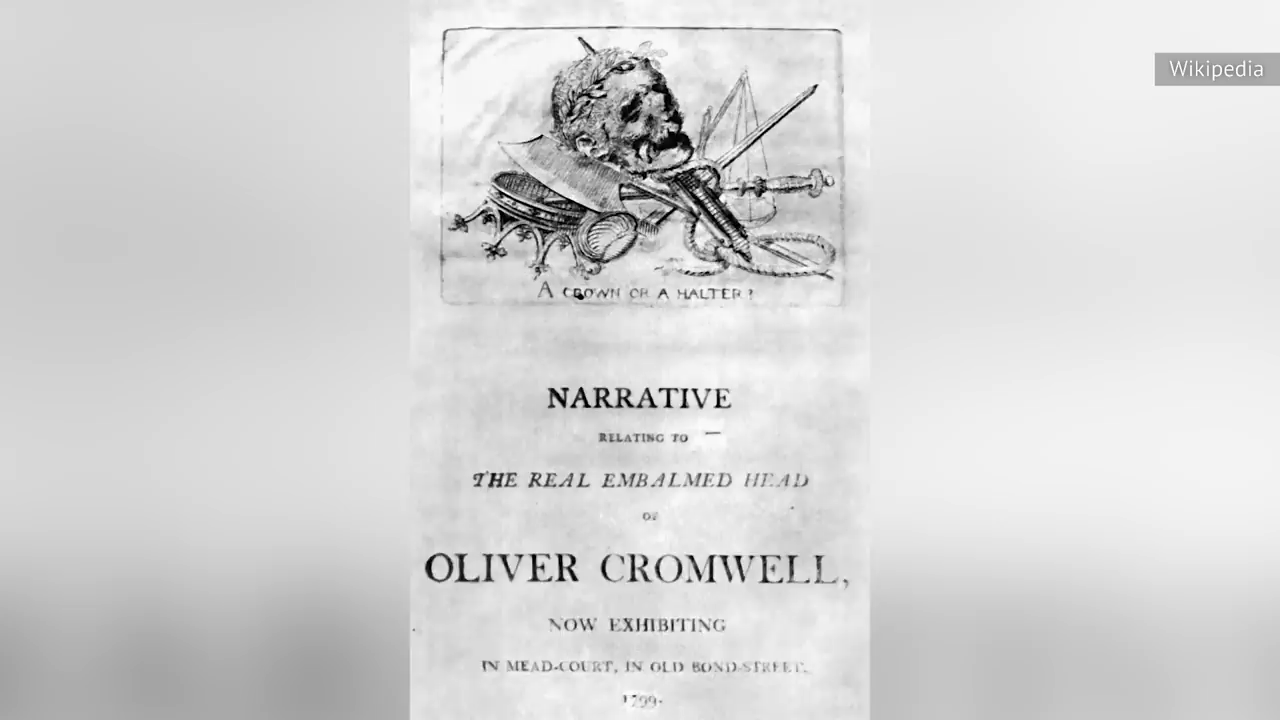 Wikipedia
A CROWN OR A HALTER?
NARRATIVE
RELATING TO
THE REAL EMBALMED HEAD
OF
OLIVER CROMWELL,
NOW EXHIBITING
IN MEAD-COURT, IN OLD BOND-STREET.
1799.